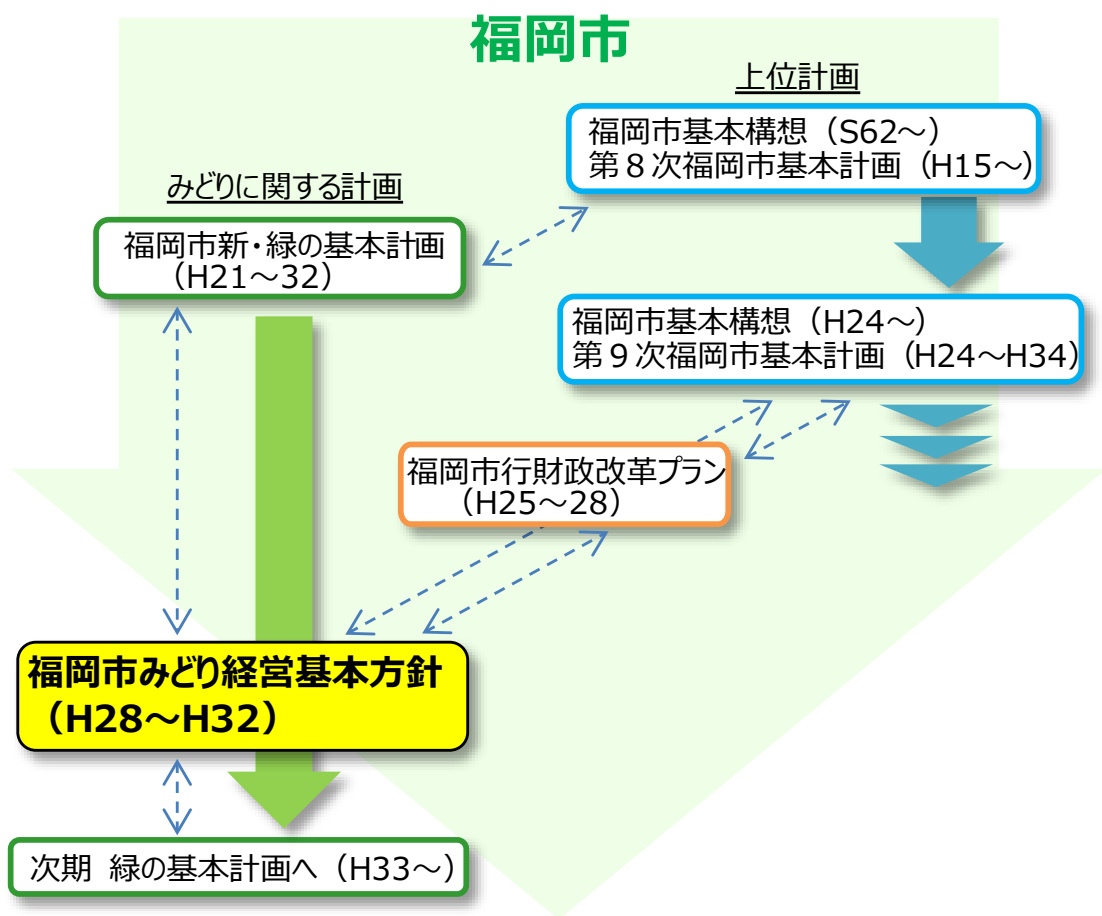 福岡市
上位計画
福岡市基本構想（S62～）
第８次福岡市基本計画（H15～）
みどりに関する計画
福岡市新・緑の基本計画
（H21～32）
福岡市基本構想（H24～）
第９次福岡市基本計画（H24～H34）
福岡市行財政改革プラン
（H25～28）
福岡市みどり経営基本方針
（H28～H32）
次期 緑の基本計画へ（H33～）